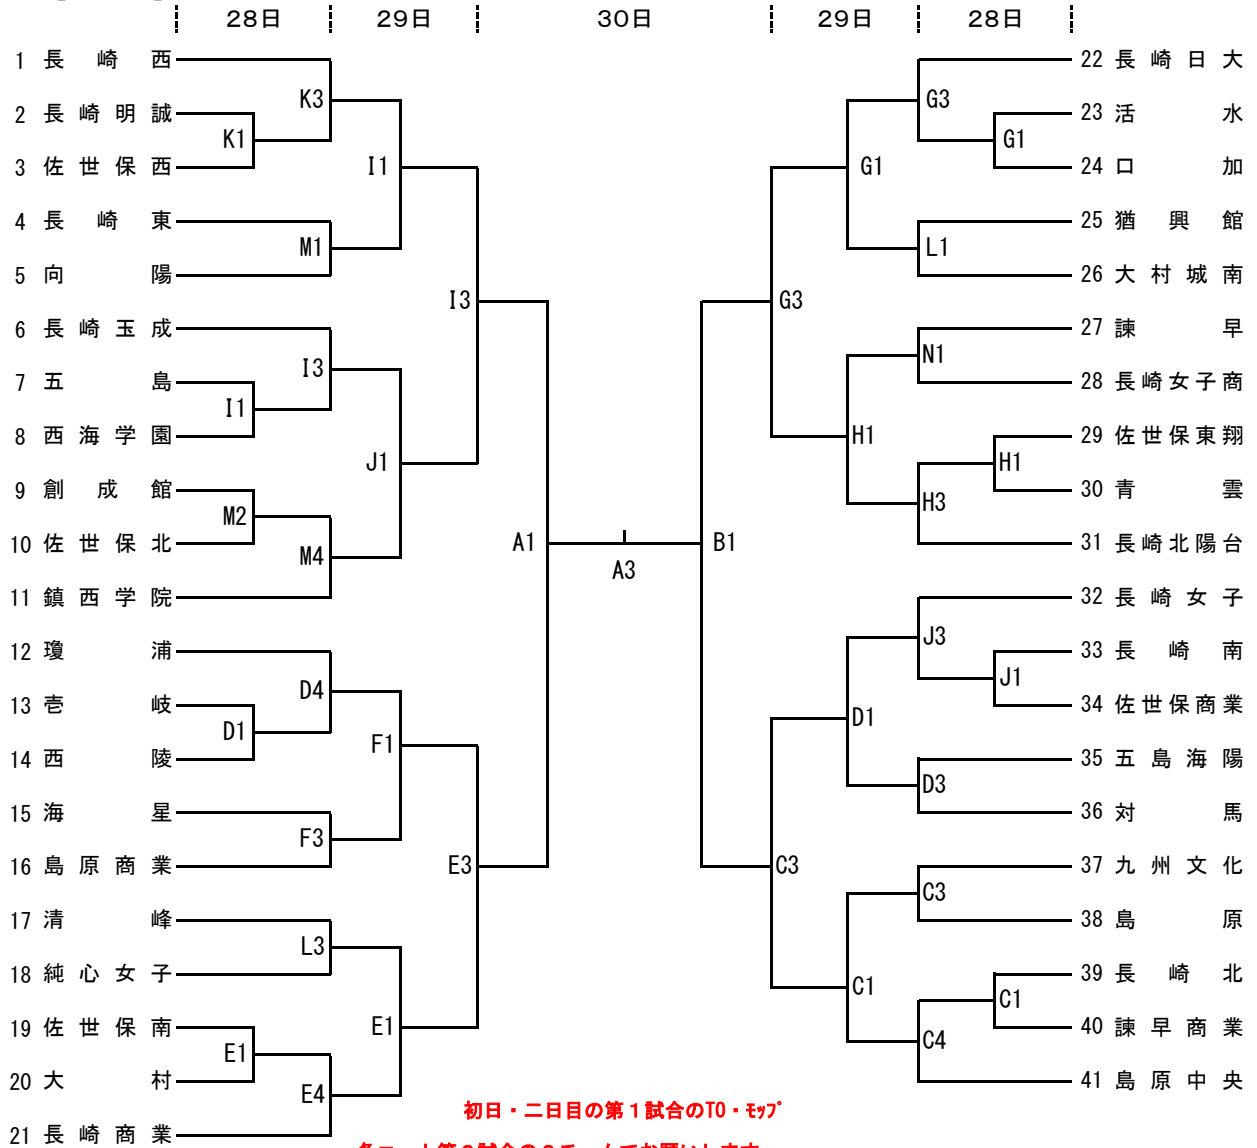 28日 29日 30日 29日 28日
1 長崎西
2 長崎明誠
3 佐世保西
4 長崎東
5 向陽
6 長崎玉成
7 五島
8 西海学園
9 創成館
10 佐世保北
11 鎮西学院
12 瓊浦
13 壱岐
14 西陵
15 海星
16 島原商業
17 清峰
18 純心女子
19 佐世保南
20 大村
21 長崎商業
K3
K1
I1
M1
I3
I3
I1
J1
M2
M4
A1
D4
D1
F1
F3
E3
L3
E1
E1
E4
A3
B1
G3
G1
G1
L1
G3
N1
H1
H1
H3
J3
J1
D1
D3
C3
C3
C1
C1
C4
22 長崎日大
23 活水
24 口加
25 猶興館
26 大村城南
27 諫早
28 長崎女子商
29 佐世保東翔
30 青雲
31 長崎北陽台
32 長崎女子
33 長崎南
34 佐世保商業
35 五島海陽
36 対馬
37 九州文化
38 島原
39 長崎北
40 諫早商業
41 島原中央
初日・二日目の第1試合のTO・ﾓｯﾌﾟ